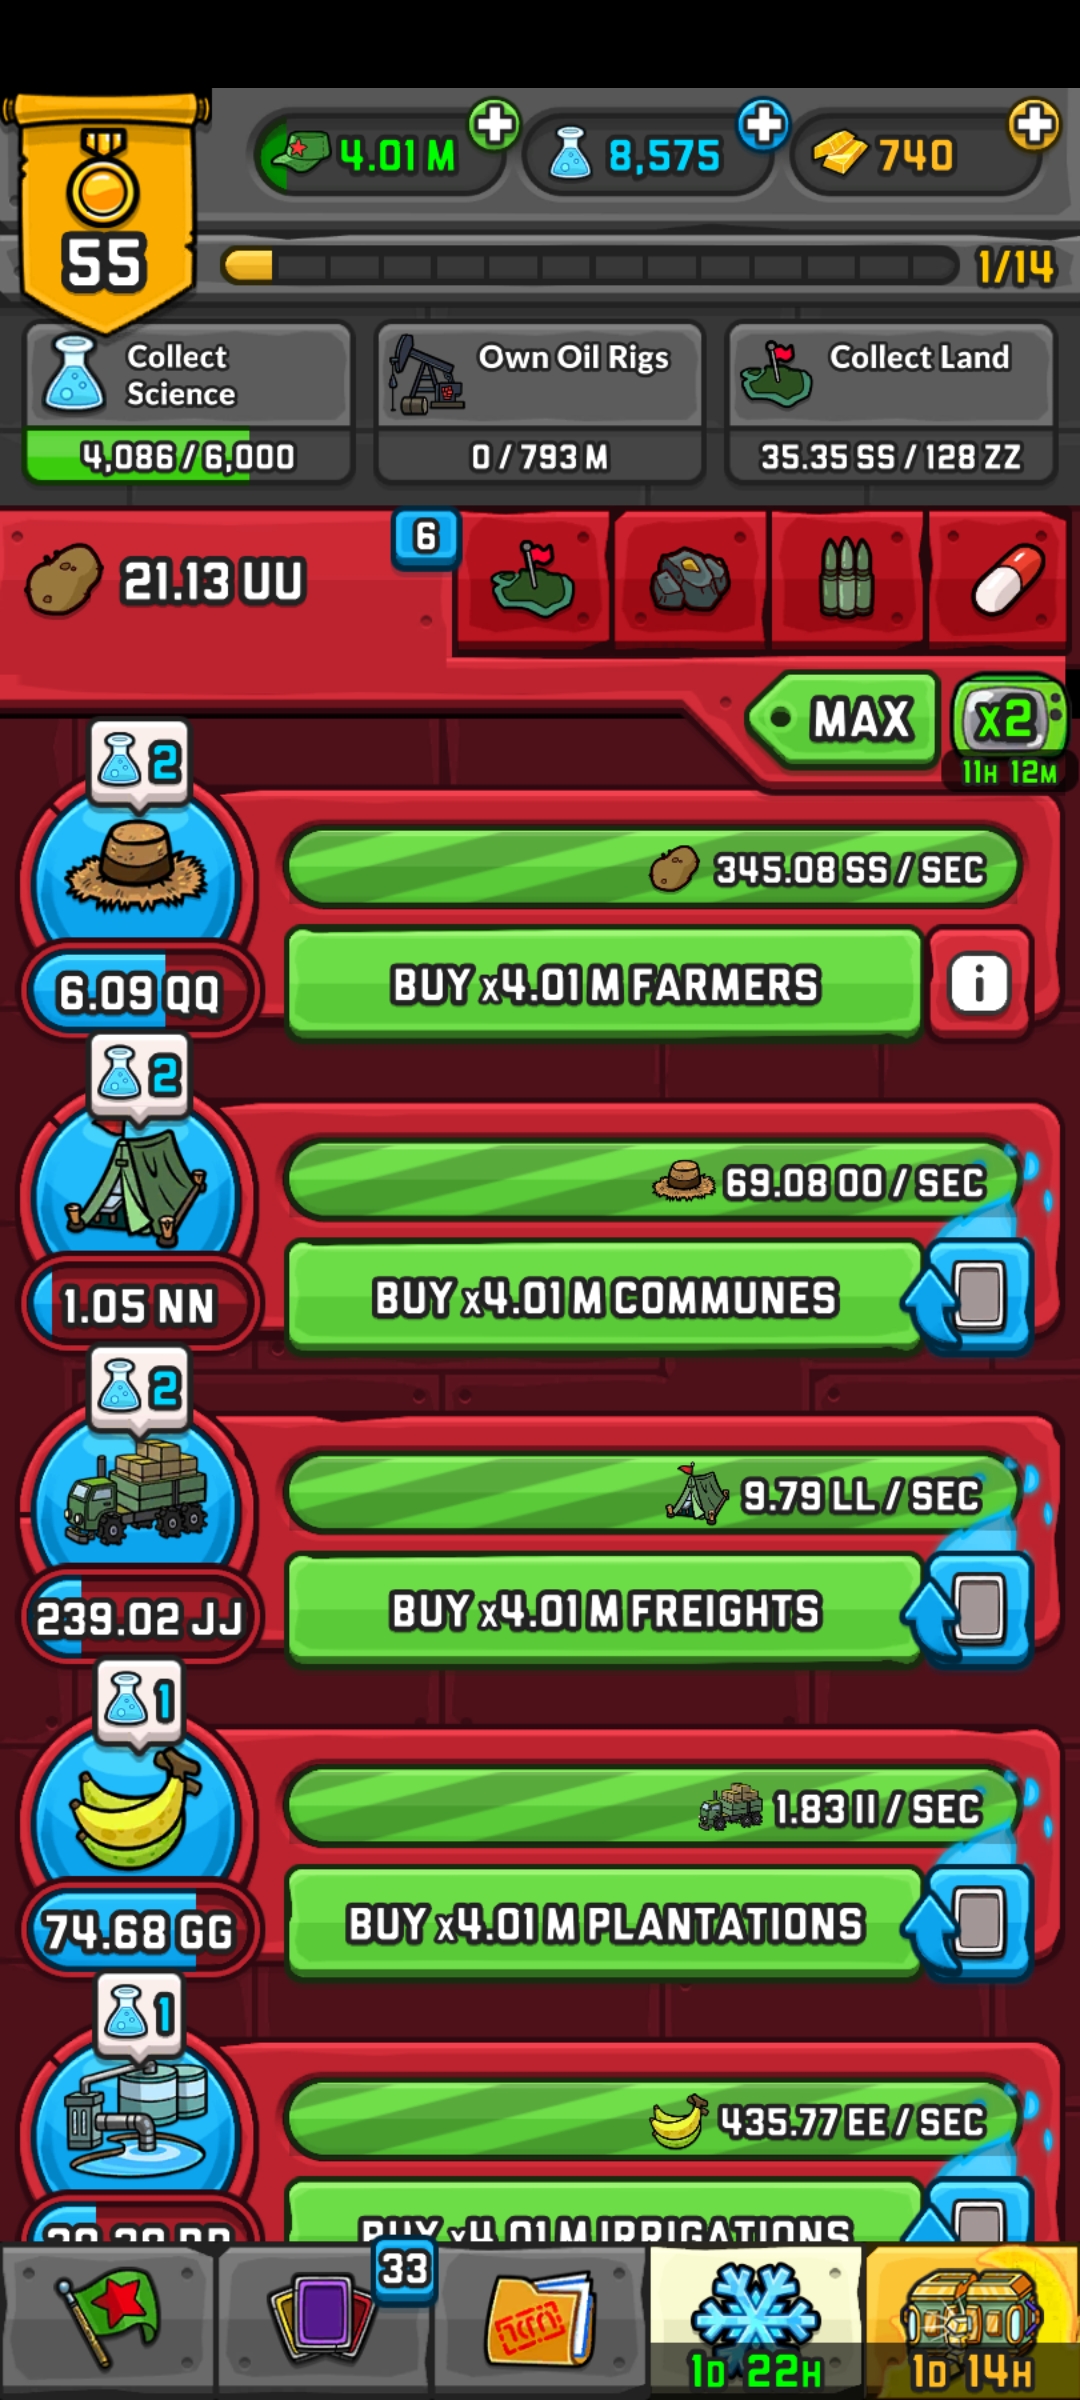 4.01 M
8,575
740
55
1/14
Collect
Science
4,086 / 6,000
Own Oil Rigs
0 / 793 M
Collect Land
35.35 SS / 128 ZZ
21.13 UU
6
MAX
x2
11H 12M
2
345.08 SS / SEC
6.09 QQ
BUY x4.01 M FARMERS
i
2
69.08 OO / SEC
1.05 NN
BUY x4.01 M COMMUNES
2
9.79 LL / SEC
239.02 JJ
BUY x4.01 M FREIGHTS
1
1.83 II / SEC
74.68 GG
BUY x4.01 M PLANTATIONS
1
435.77 EE / SEC
BUY x4.01 M IRRIGATIONS
33
1D 22H
1D 14H